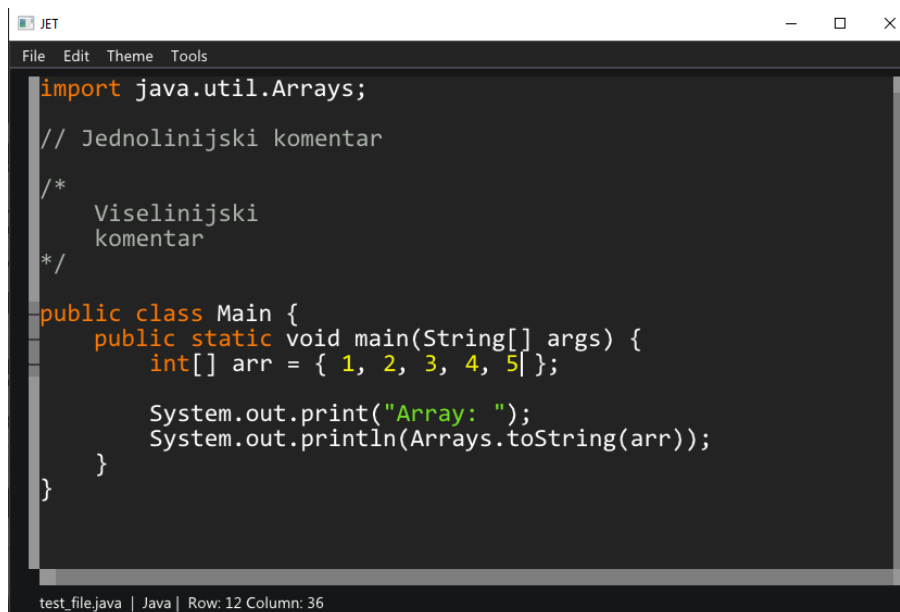 JET
File Edit Theme Tools
import java.util.Arrays;
// Jednolinijski komentar
/*
Viselinijski
komentar
*/
public class Main {
public static void main(String[] args) {
int[] arr = { 1, 2, 3, 4, 5 };
System.out.print("Array: ");
System.out.println(Arrays.toString(arr));
}
}
test_file.java | Java | Row: 12 Column: 36